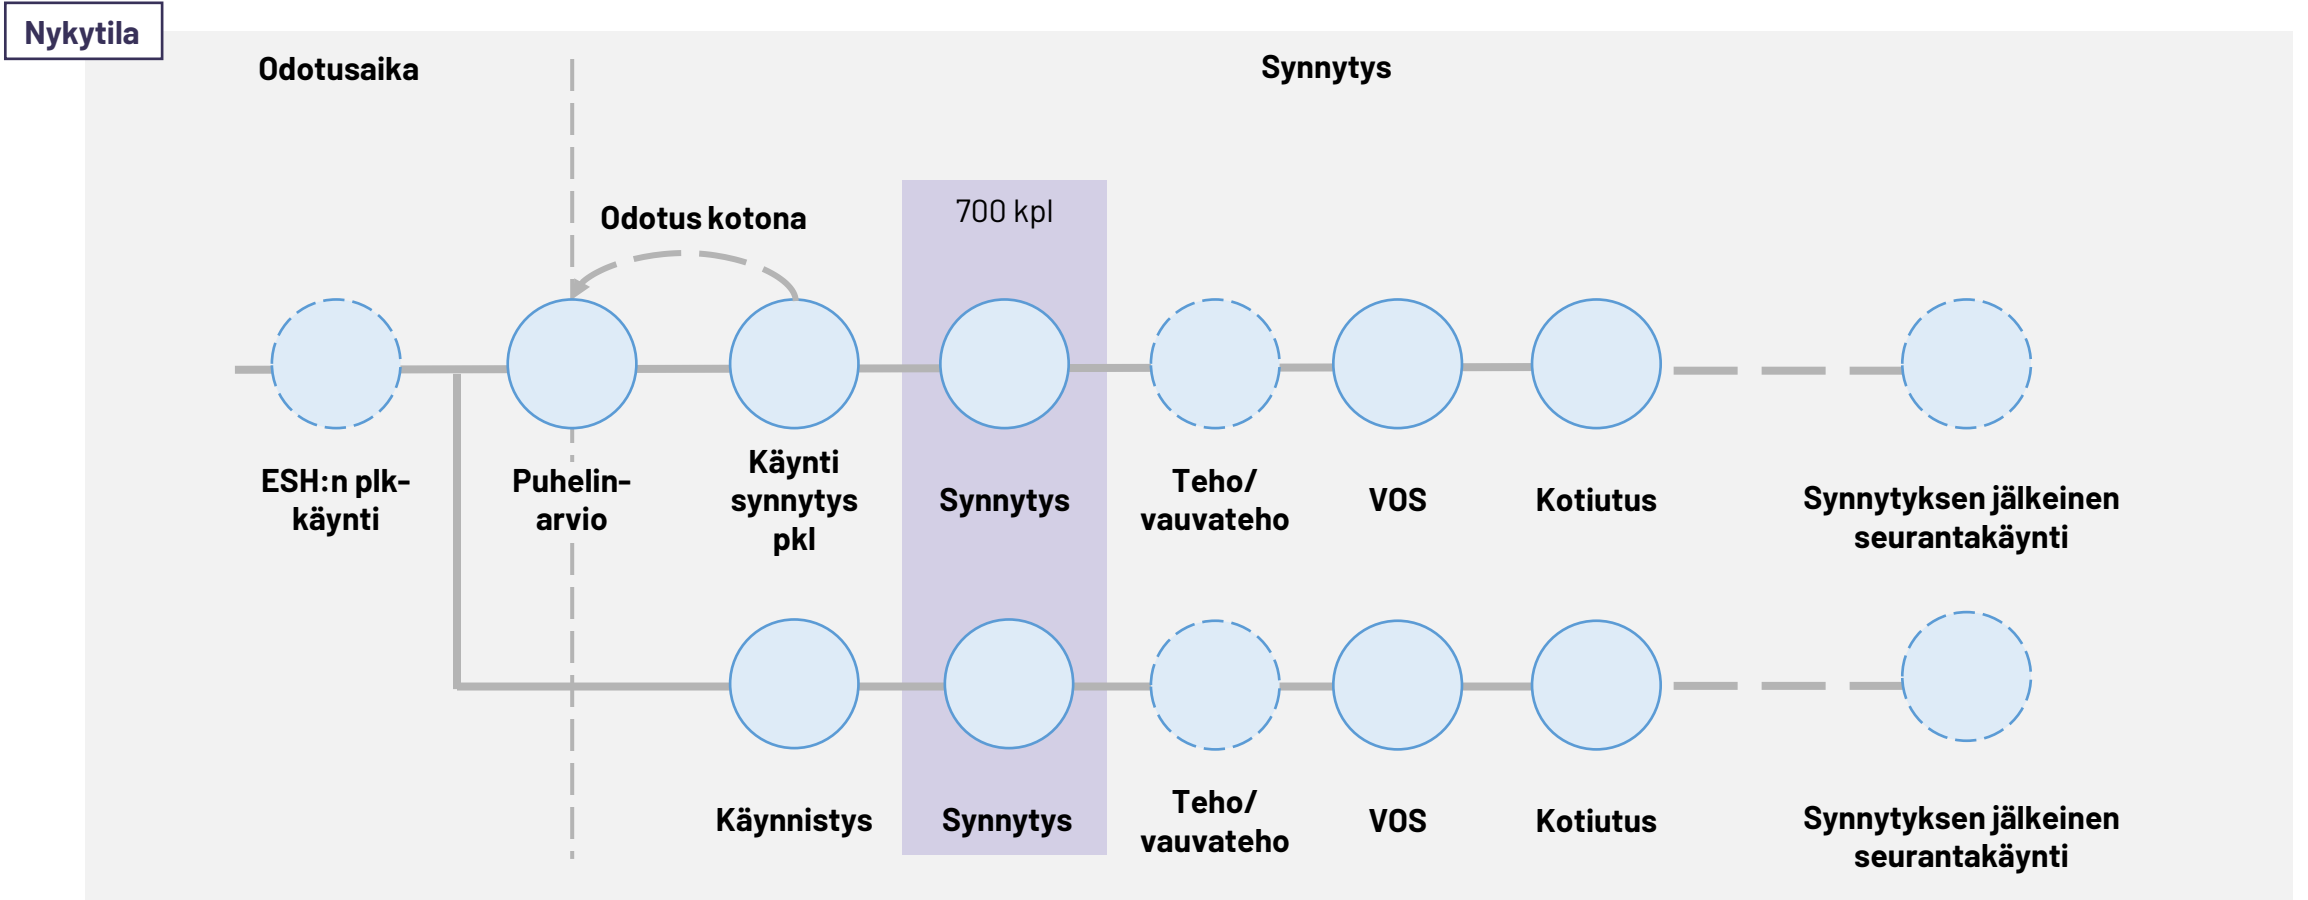 Nykytila
Odotusaika
Synnytys
Odotus kotona
700 kpl
ESH:n plk-
käynti
Puhelin-
arvio
Käynti
synnytys
pkl
Synnytys
Teho/
vauvateho
VOS
Kotiutus
Synnytyksen jälkeinen
seurantakäynti
Käynnistys
Synnytys
Teho/
vauvateho
VOS
Kotiutus
Synnytyksen jälkeinen
seurantakäynti